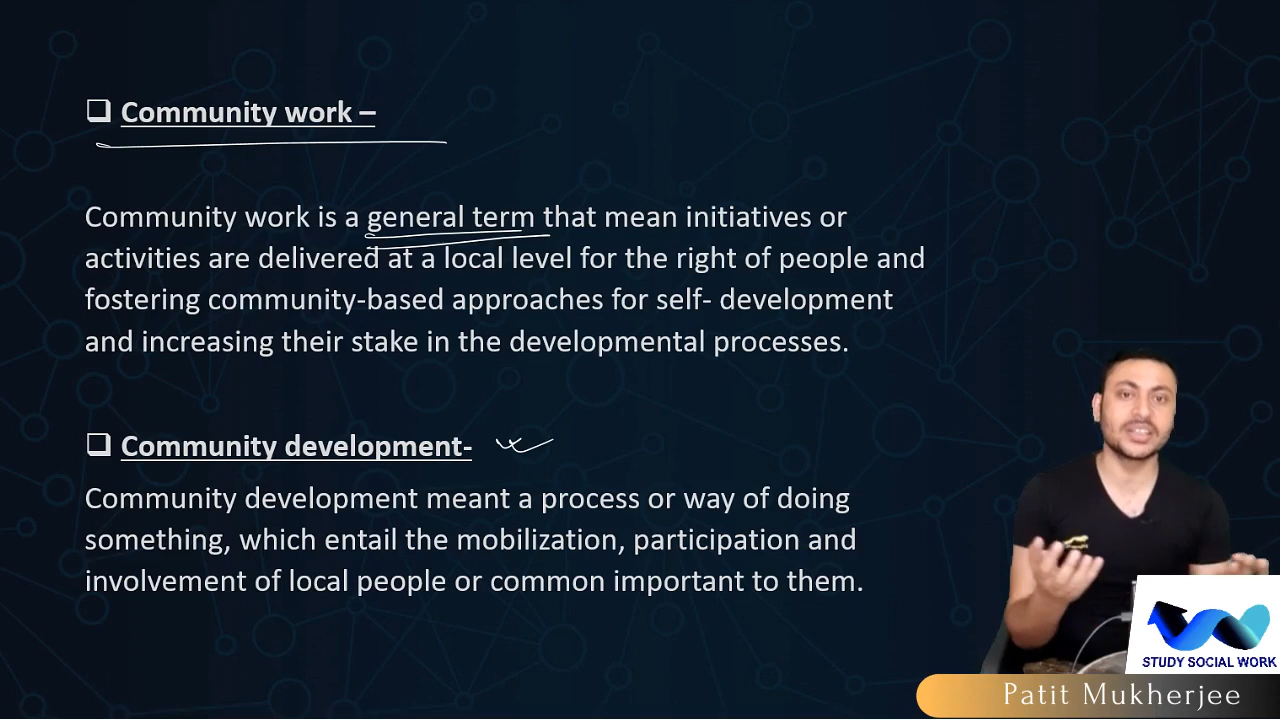 ❑ Community work –
Community work is a general term that mean initiatives or
activities are delivered at a local level for the right of people and
fostering community-based approaches for self- development
and increasing their stake in the developmental processes.
❑ Community development-
Community development meant a process or way of doing
something, which entail the mobilization, participation and
involvement of local people or common important to them.
STUDY SOCIAL WORK
Patit Mukherjee